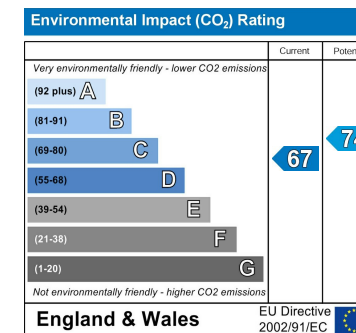 Environmental Impact (CO₂) Rating
Current
Very environmentally friendly - lower CO2 emissions
(92 plus) A
(81-91) B
(69-80) C
(55-68) D
(39-54) E
(21-38) F
(1-20) G
67
Not environmentally friendly - higher CO2 emissions
England & Wales
EU Directive
2002/91/EC